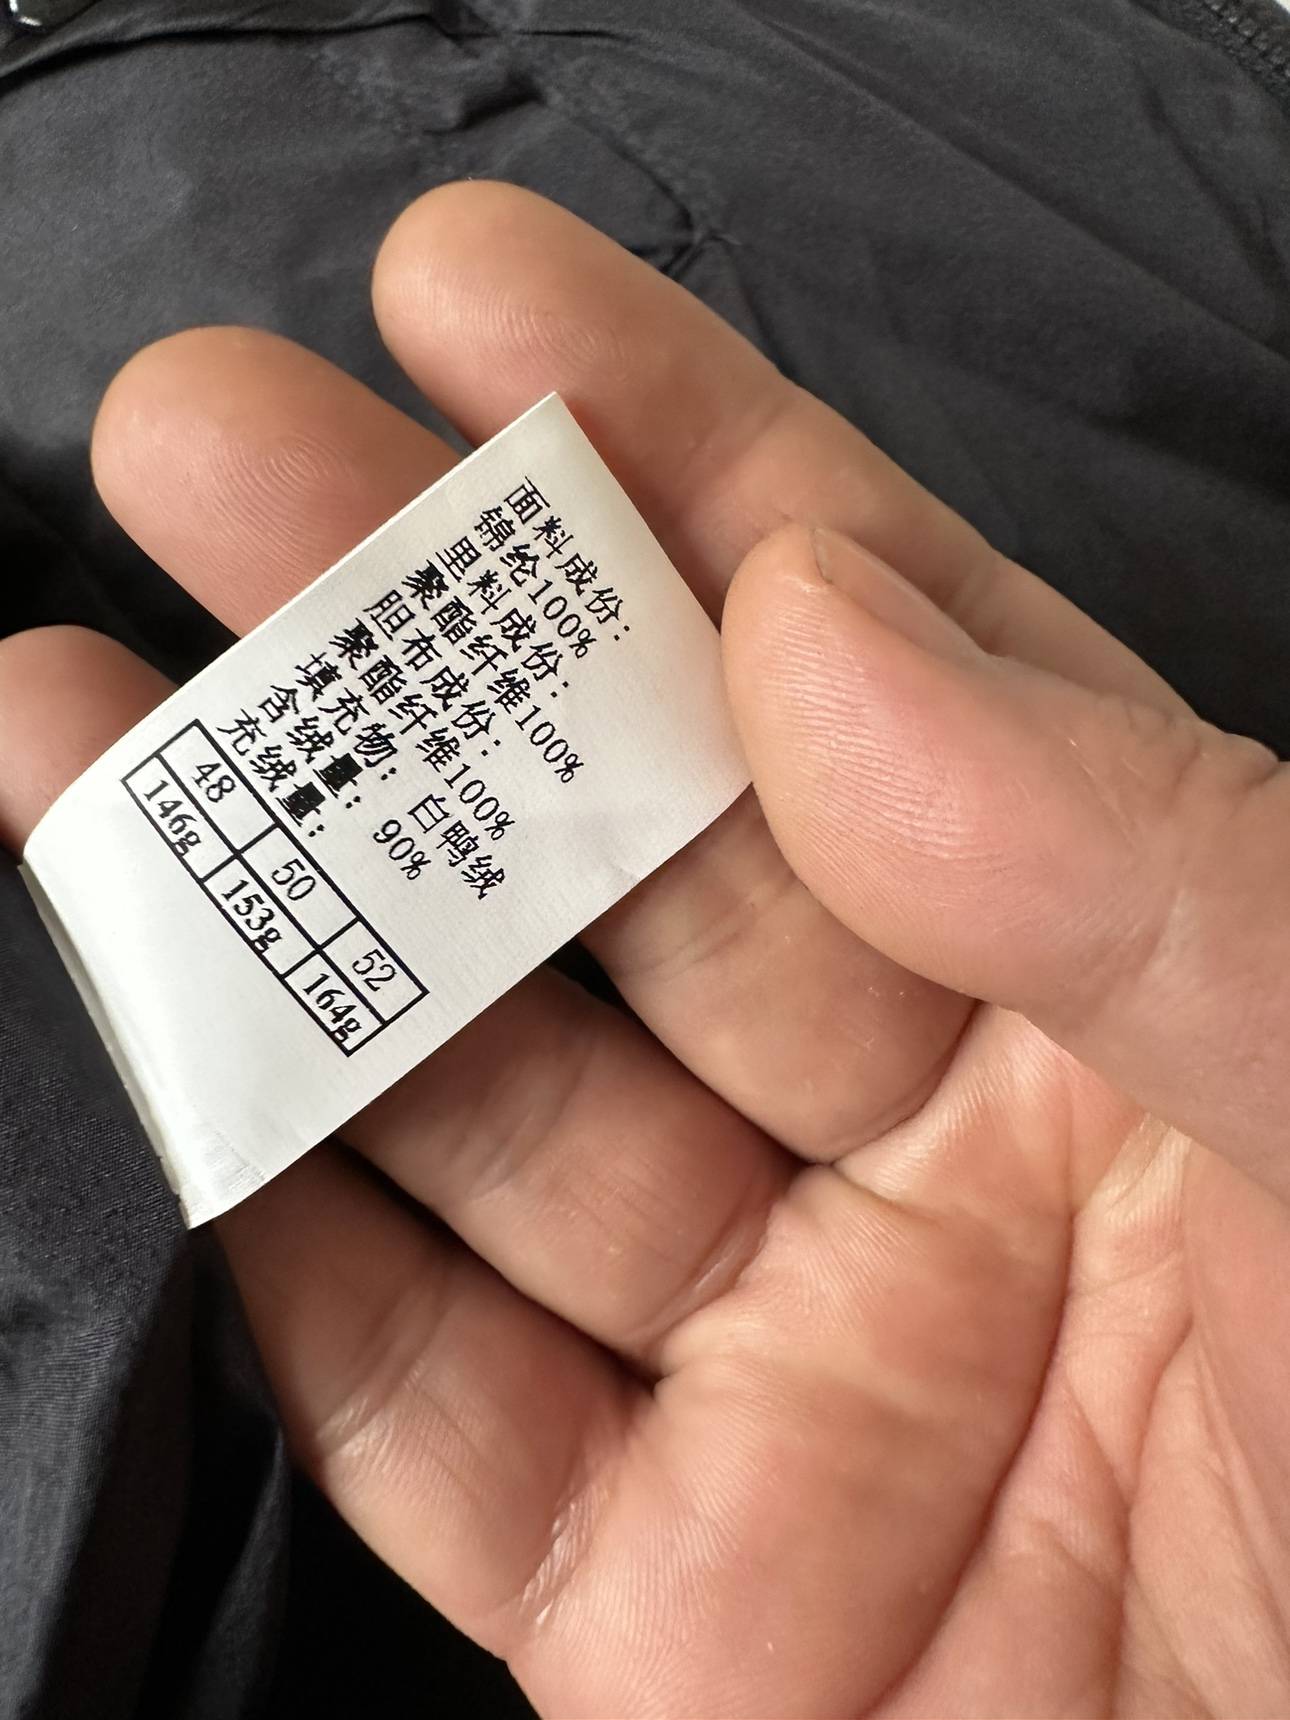 面料成份:
锦纶100%
里料成份:
聚酯纤维100%
胆布成份:
聚酯纤维100%
填充物: 白鸭绒
含绒量: 90%
充绒量:
48 50 52
146g 153g 164g